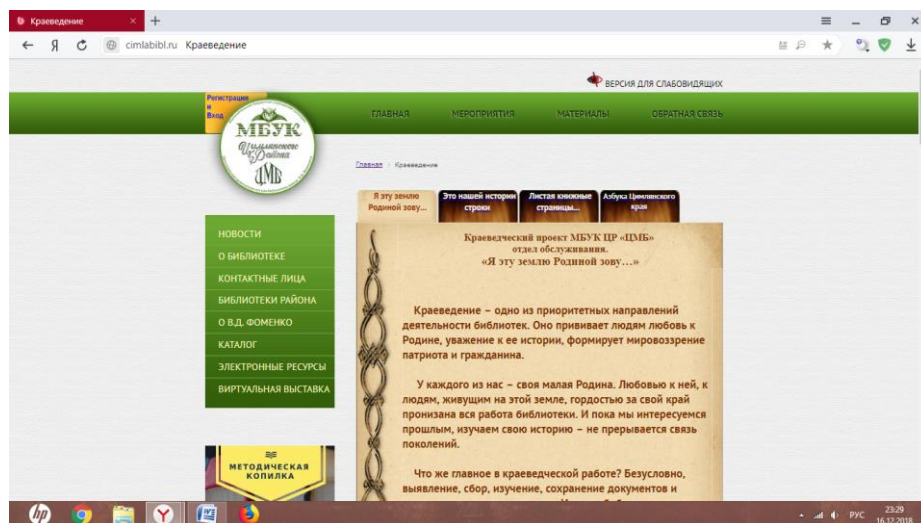 Краеведение
cimlabibl.ru Краеведение
ВЕРСИЯ ДЛЯ СЛАБОВИДЯЩИХ
Регистрация
и
Вход
ГЛАВНАЯ МЕРОПРИЯТИЯ МАТЕРИАЛЫ ОБРАТНАЯ СВЯЗЬ
МБУК
Цимлянского
Района
ЦМБ
Главная Краеведение
Я эту землю
Родиной зову...
Это нашей истории
строки
Листая книжные
страницы...
Азбука Цимлянского
края
НОВОСТИ
О БИБЛИОТЕКЕ
КОНТАКТНЫЕ ЛИЦА
БИБЛИОТЕКИ РАЙОНА
О В.Д. ФОМЕНКО
КАТАЛОГ
ЭЛЕКТРОННЫЕ РЕСУРСЫ
ВИРТУАЛЬНАЯ ВЫСТАВКА
МЕТОДИЧЕСКАЯ
КОПИЛКА
Краеведческий проект МБУК ЦР «ЦМБ»
отдел обслуживания.
«Я эту землю Родиной зову…»
Краеведение – одно из приоритетных направлений
деятельности библиотек. Оно прививает людям любовь к
Родине, уважение к ее истории, формирует мировоззрение
патриота и гражданина.
У каждого из нас – своя малая Родина. Любовью к ней, к
людям, живущим на этой земле, гордостью за свой край
пронизана вся работа библиотеки. И пока мы интересуемся
прошлым, изучаем свою историю – не прерывается связь
поколений.
Что же главное в краеведческой работе? Безусловно,
выявление, сбор, изучение, сохранение документов и
РУС
23:29
16.12.2018